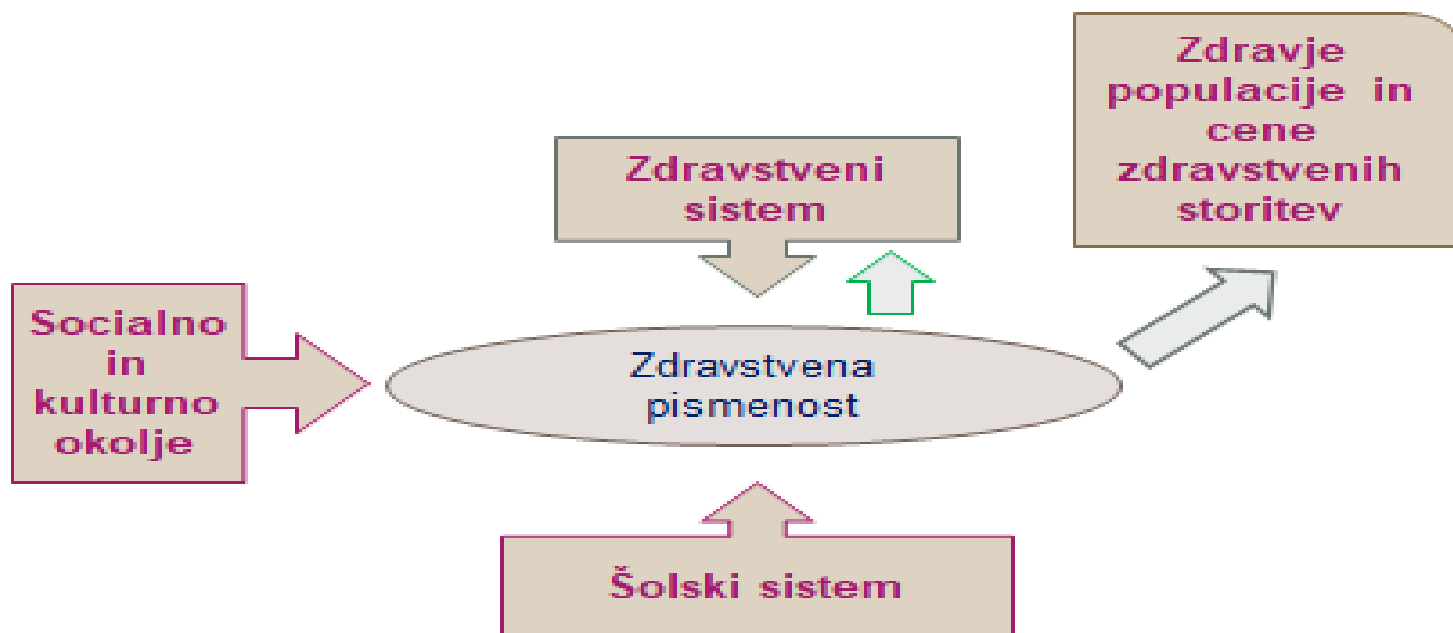 Zdravje
populacije in
cene
zdravstvenih
storitev
Zdravstveni
sistem
Socialno
in
kulturno
okolje
Zdravstvena
pismenost
Šolski sistem